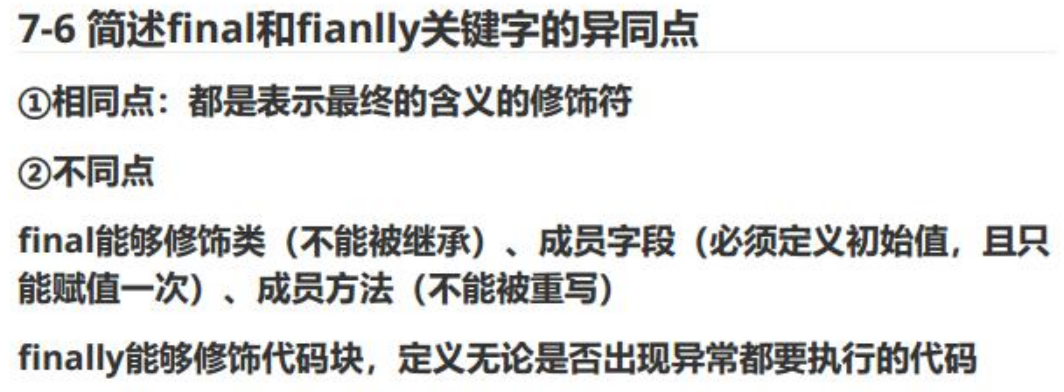 7-6 简述final和fianlly关键字的异同点
①相同点：都是表示最终的含义的修饰符
②不同点
final能够修饰类（不能被继承）、成员字段（必须定义初始值，且只
能赋值一次）、成员方法（不能被重写）
finally能够修饰代码块，定义无论是否出现异常都要执行的代码